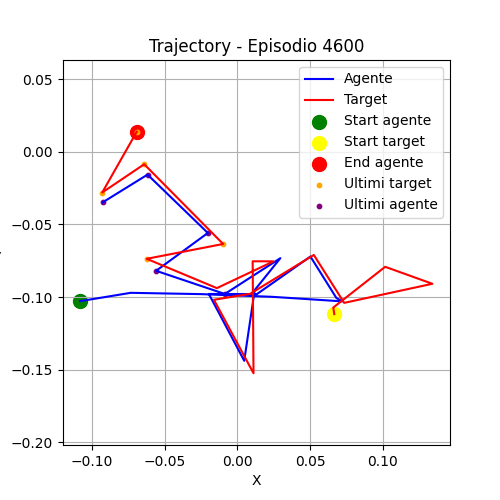 Trajectory - Episodio 4600
Agente
Target
Start agente
Start target
End agente
Ultimi target
Ultimi agente
0.05
0.00
−0.05
−0.10
−0.15
−0.20
−0.10
−0.05
0.00
0.05
0.10
X